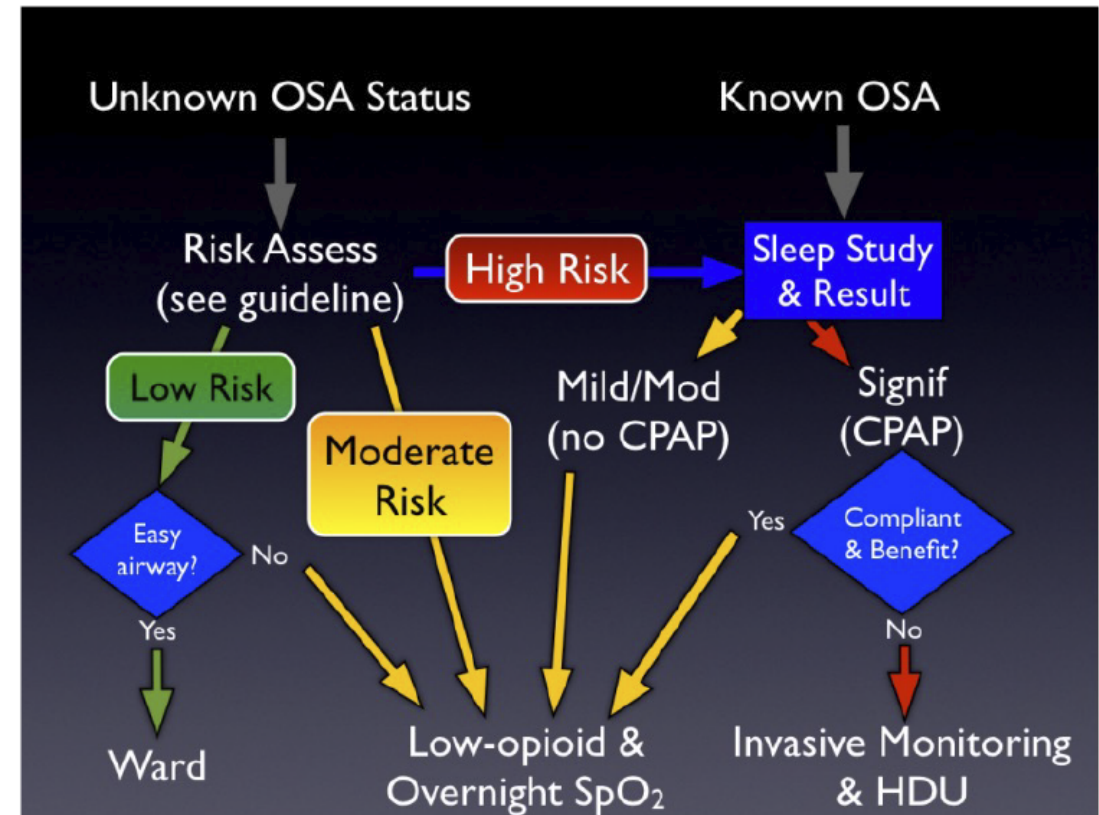 Unknown OSA Status
Known OSA
Risk Assess
(see guideline)
High Risk
Sleep Study
& Result
Low Risk
Moderate
Risk
Mild/Mod
(no CPAP)
Signif
(CPAP)
Easy
airway?
No
Yes
Compliant
& Benefit?
Yes
No
Ward
Low-opioid &
Overnight SpO₂
Invasive Monitoring
& HDU